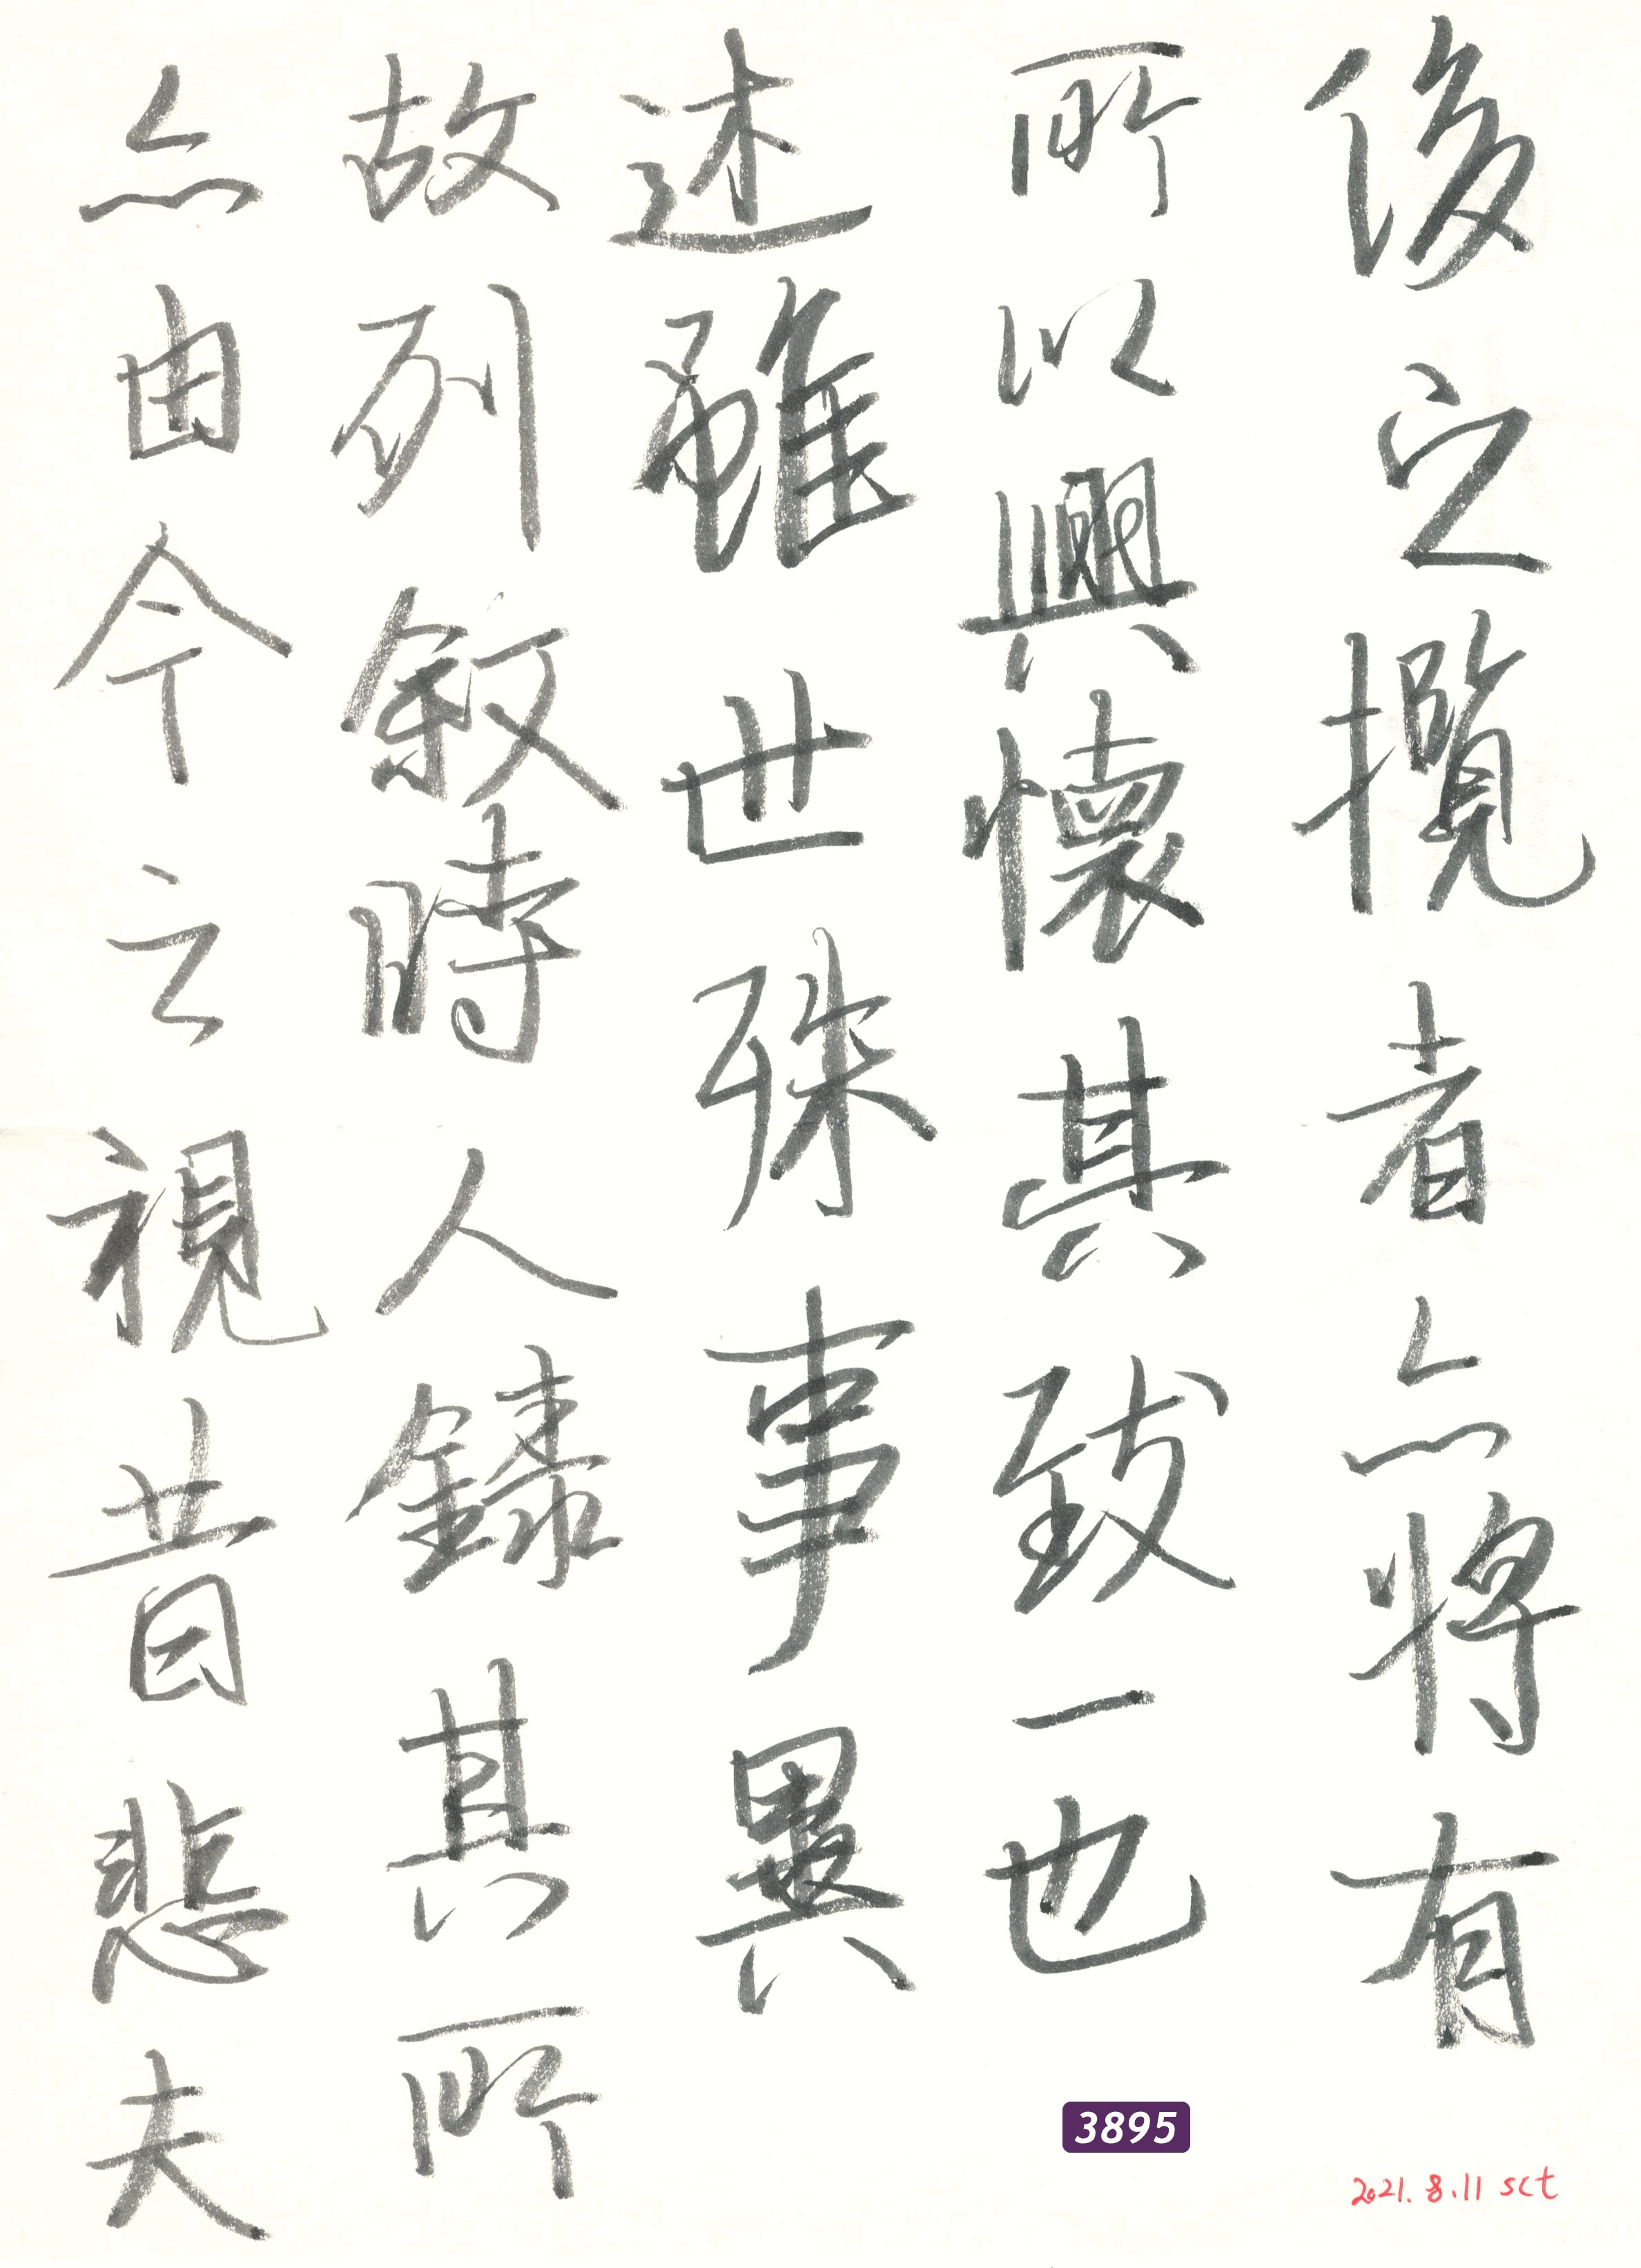 亦由今之視昔悲夫
故列叙時人録其所
述雖世殊事異
所以興懷其致一也
後之攬者亦將有
3895
2021.8.11 sct